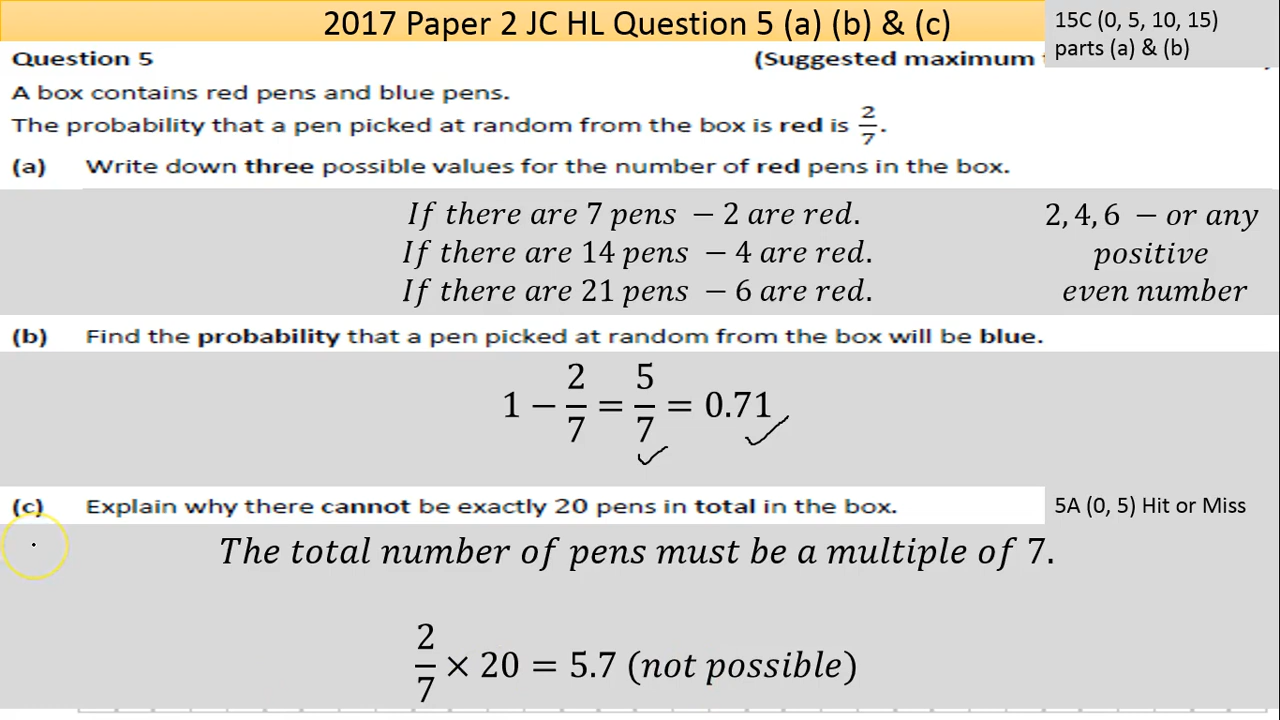 2017 Paper 2 JC HL Question 5 (a) (b) & (c)
15C (0, 5, 10, 15)
parts (a) & (b)
Question 5 (Suggested maximum
A box contains red pens and blue pens.
The probability that a pen picked at random from the box is red is 2/7.
(a) Write down three possible values for the number of red pens in the box.
If there are 7 pens − 2 are red.
If there are 14 pens − 4 are red.
If there are 21 pens − 6 are red.
2, 4, 6 − or any
positive
even number
(b) Find the probability that a pen picked at random from the box will be blue.
1 − 2/7 = 5/7 = 0.71
(c) Explain why there cannot be exactly 20 pens in total in the box.
5A (0, 5) Hit or Miss
The total number of pens must be a multiple of 7.
2/7 × 20 = 5.7 (not possible)